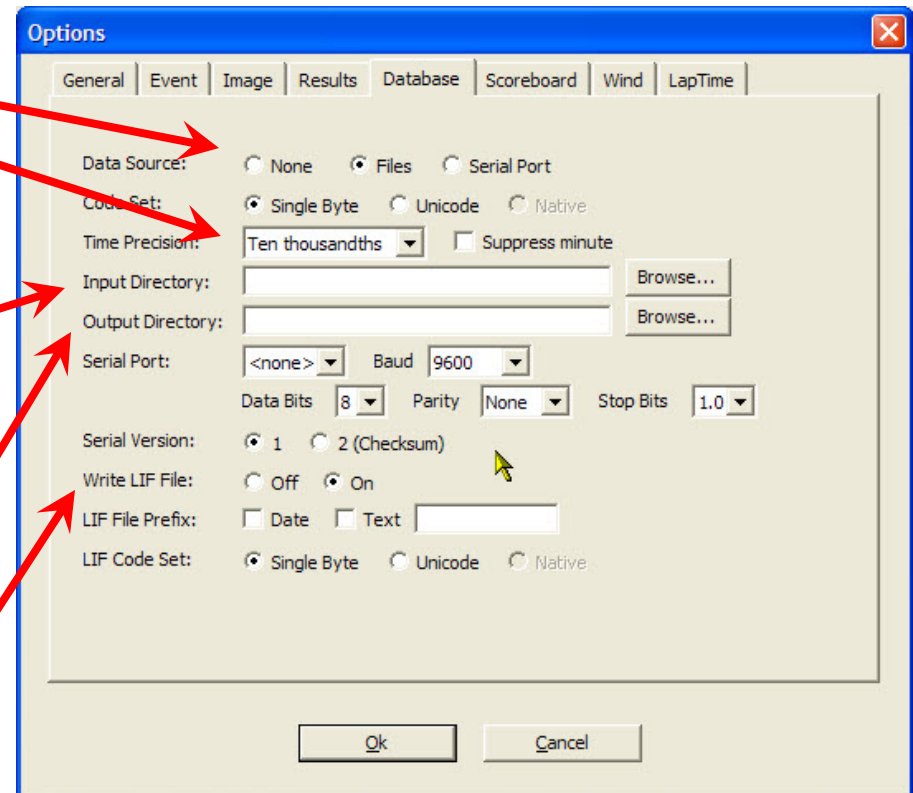 Options
General Event Image Results Database Scoreboard Wind LapTime
Data Source: None Files Serial Port
Code Set: Single Byte Unicode Native
Time Precision: Ten thousandths Suppress minute
Input Directory: Browse...
Output Directory: Browse...
Serial Port: <none> Baud 9600
Data Bits 8 Parity None Stop Bits 1.0
Serial Version: 1 2 (Checksum)
Write LIF File: Off On
LIF File Prefix: Date Text
LIF Code Set: Single Byte Unicode Native
Ok Cancel